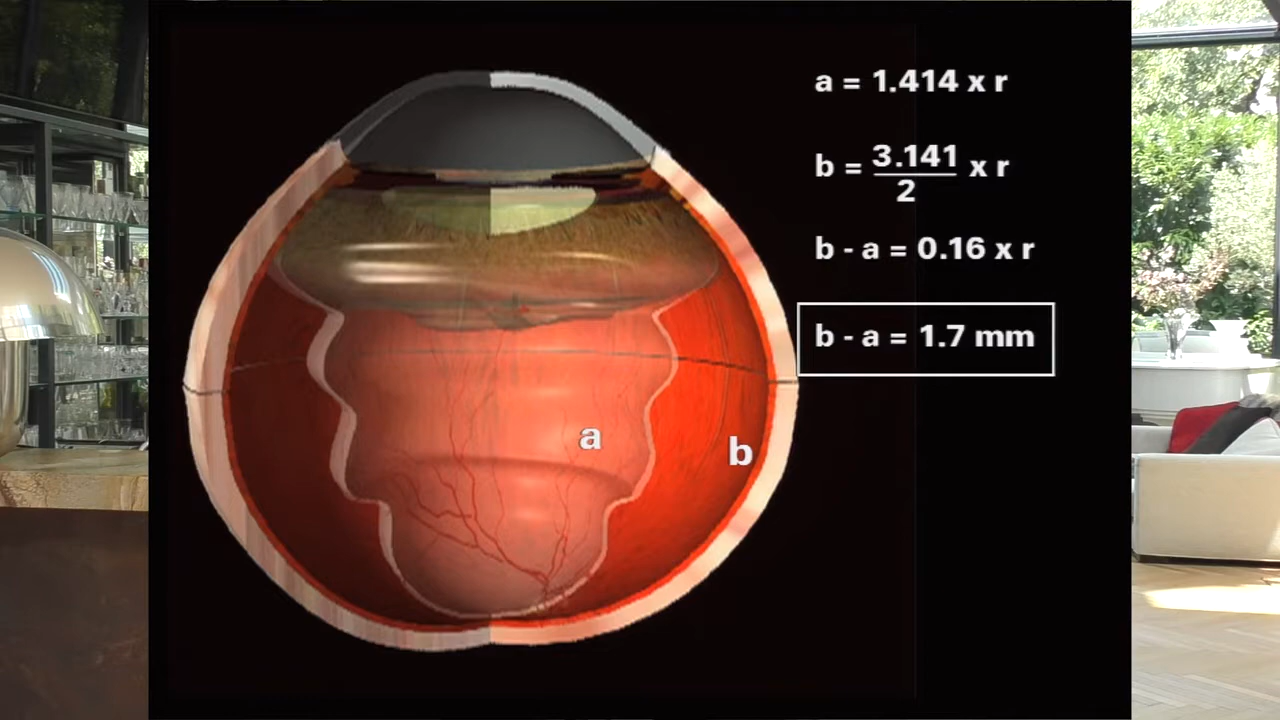 a = 1.414 x r
b = 3.141
2 x r
b - a = 0.16 x r
b - a = 1.7 mm
a
b